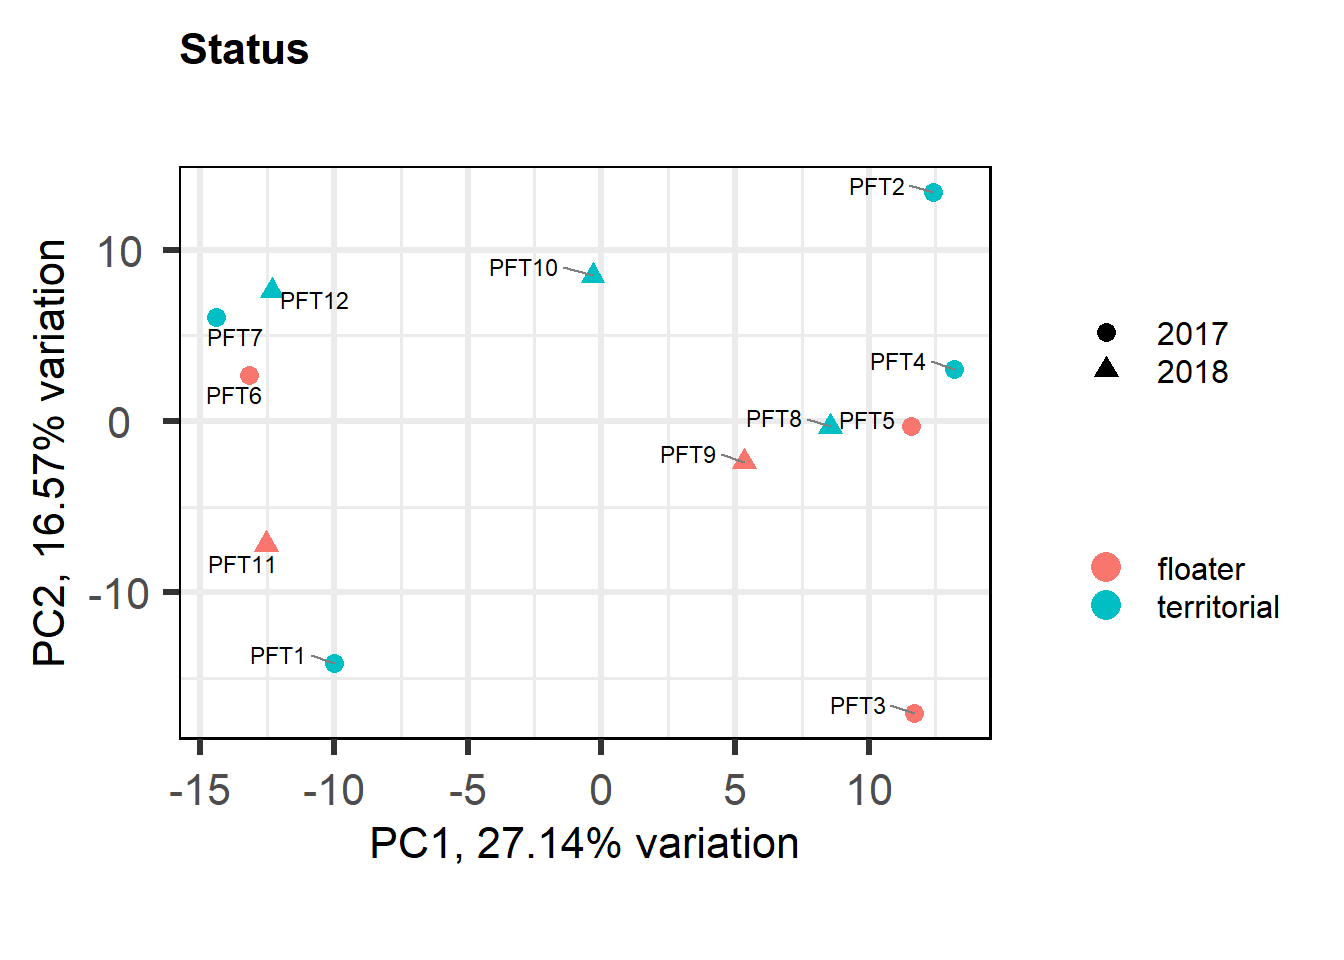 Status
PFT2
10
PFT10
PFT12
PFT7
PFT4
PFT6
0
PFT8
PFT5
PFT9
PFT11
-10
PFT1
PFT3
-15
-10
-5
0
5
10
PC1, 27.14% variation
PC2, 16.57% variation
2017
2018
floater
territorial